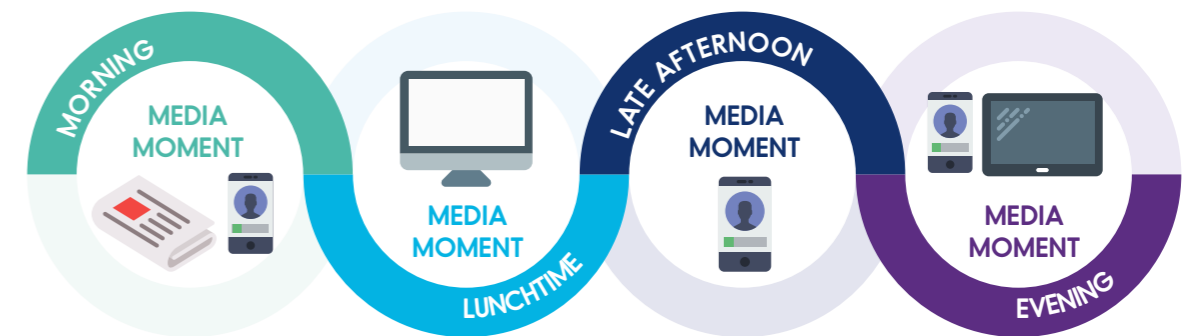 MORNING
MEDIA
MOMENT
MEDIA
MOMENT
LUNCHTIME
LATE AFTERNOON
MEDIA
MOMENT
MEDIA
MOMENT
EVENING